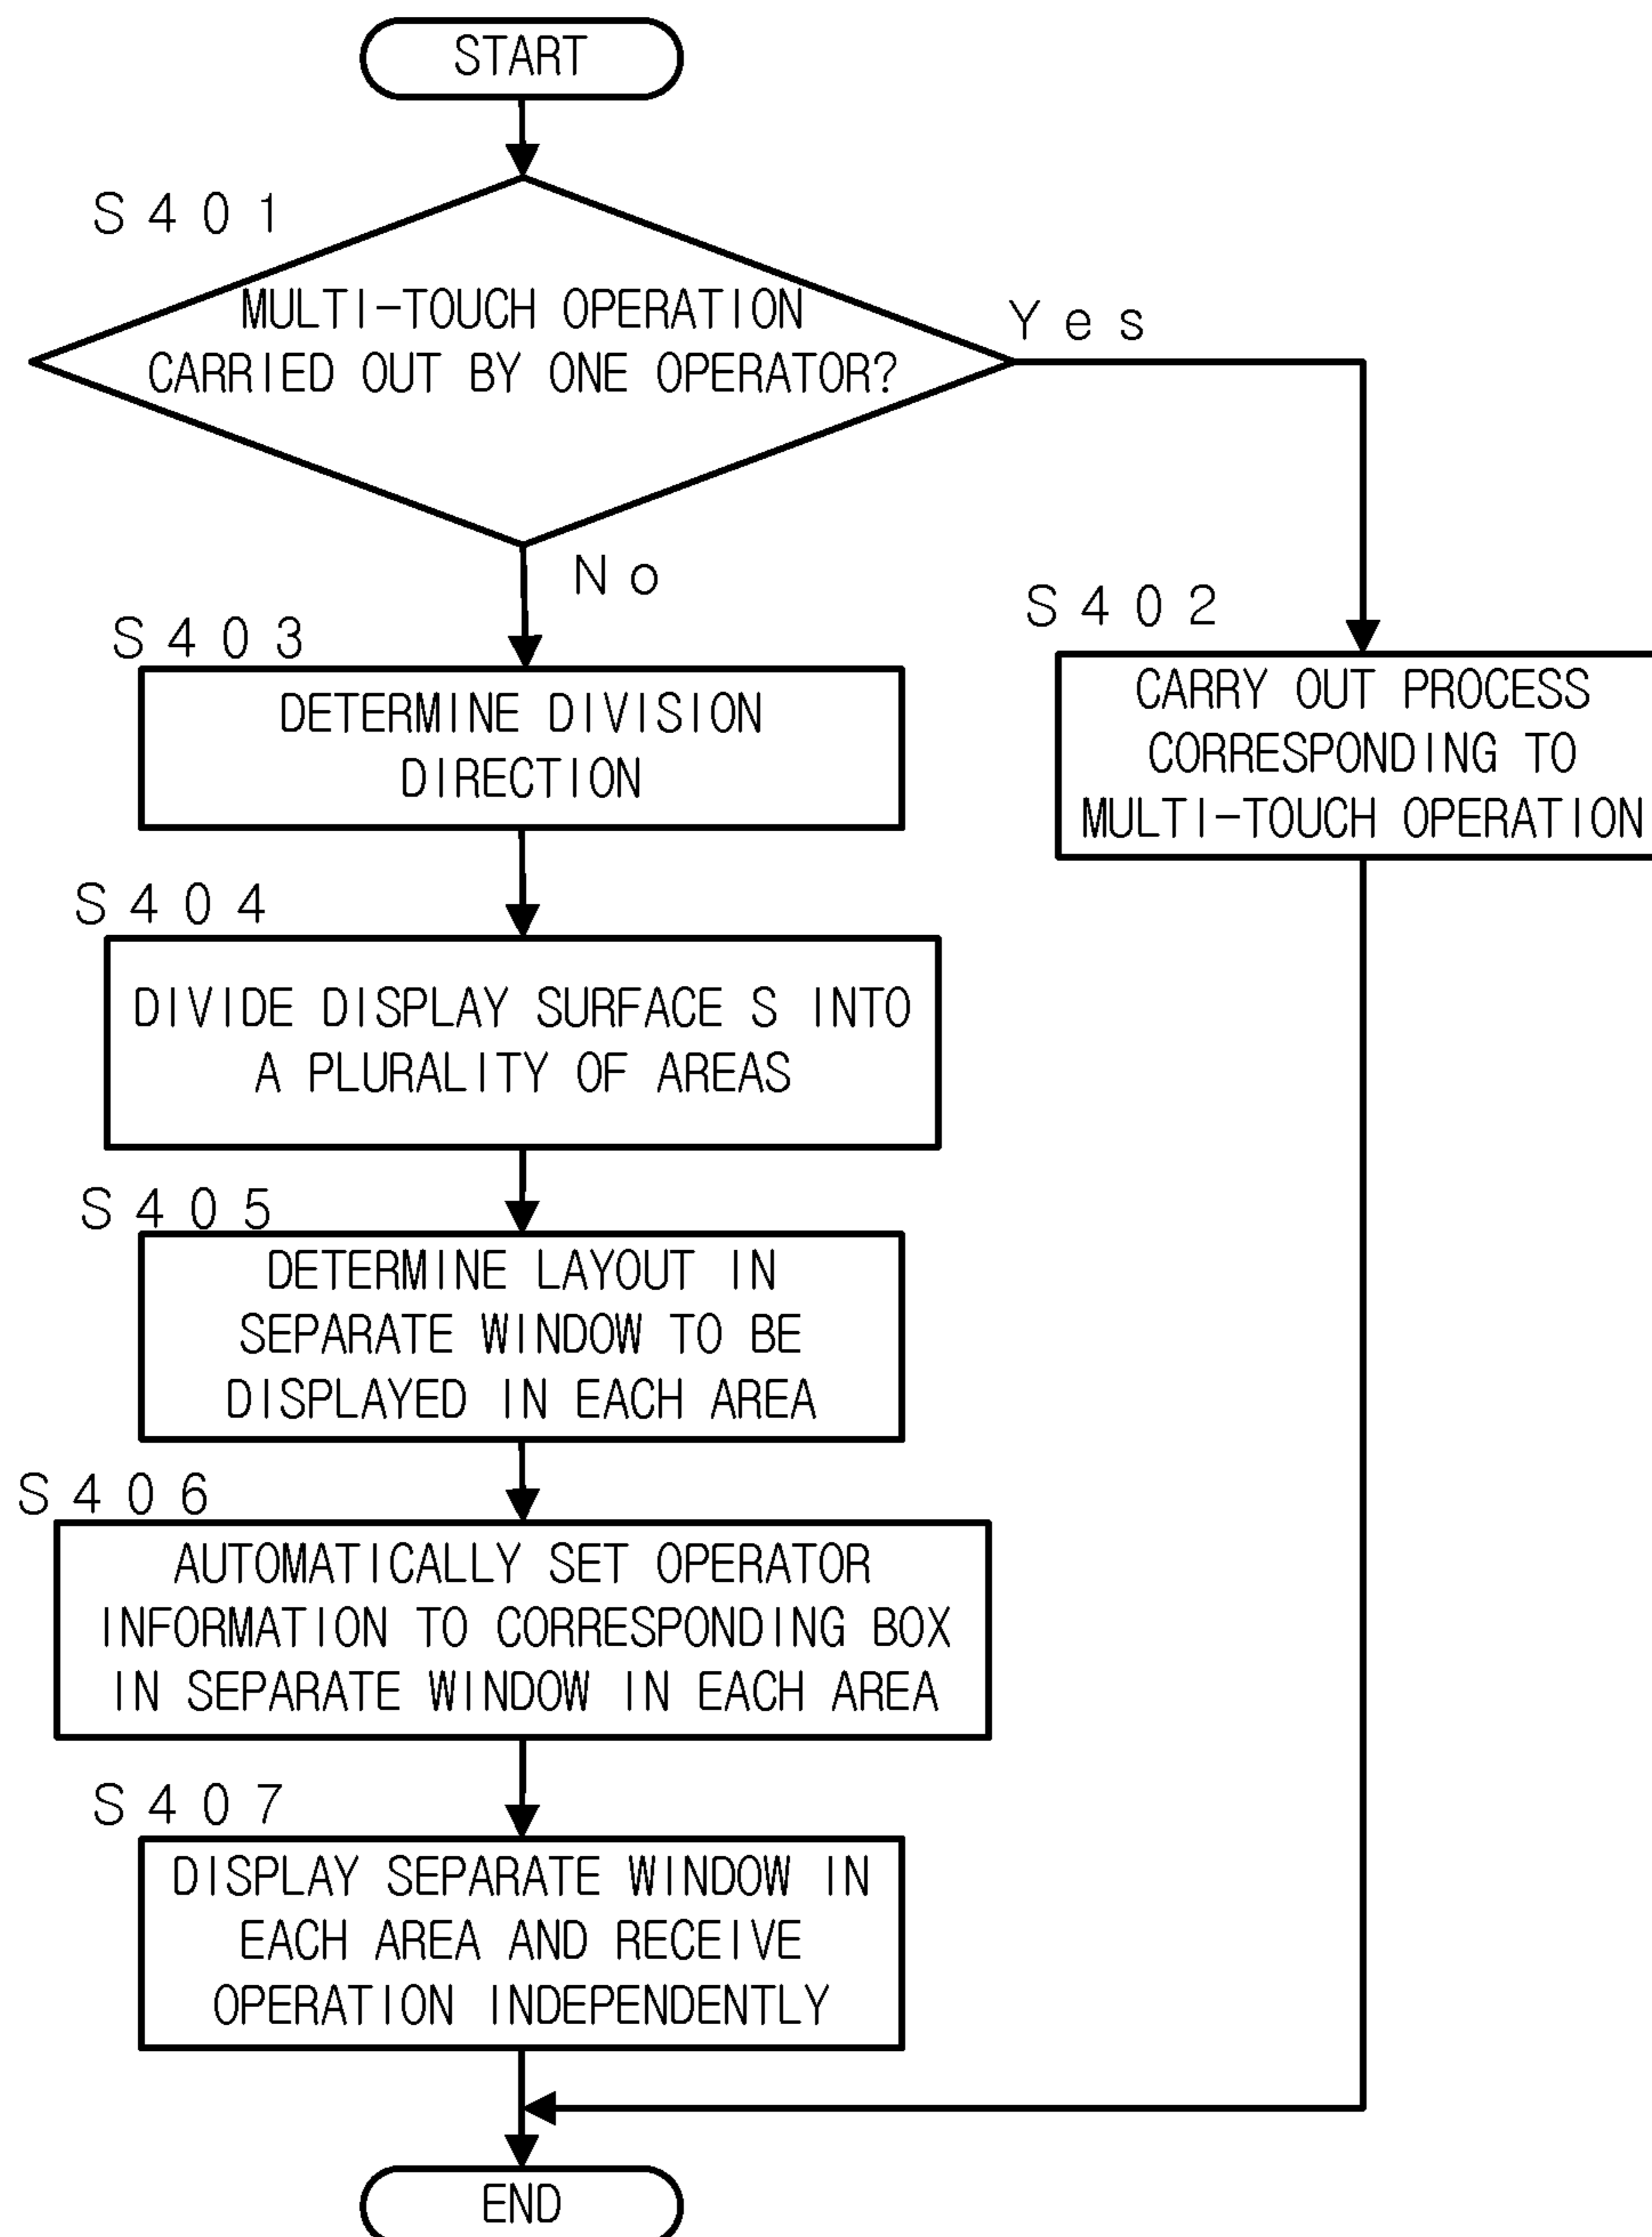 START
S401
MULTI-TOUCH OPERATION
CARRIED OUT BY ONE OPERATOR?
Yes
No
S402
CARRY OUT PROCESS
CORRESPONDING TO
MULTI-TOUCH OPERATION
S403
DETERMINE DIVISION
DIRECTION
S404
DIVIDE DISPLAY SURFACE S INTO
A PLURALITY OF AREAS
S405
DETERMINE LAYOUT IN
SEPARATE WINDOW TO BE
DISPLAYED IN EACH AREA
S406
AUTOMATICALLY SET OPERATOR
INFORMATION TO CORRESPONDING BOX
IN SEPARATE WINDOW IN EACH AREA
S407
DISPLAY SEPARATE WINDOW IN
EACH AREA AND RECEIVE
OPERATION INDEPENDENTLY
END